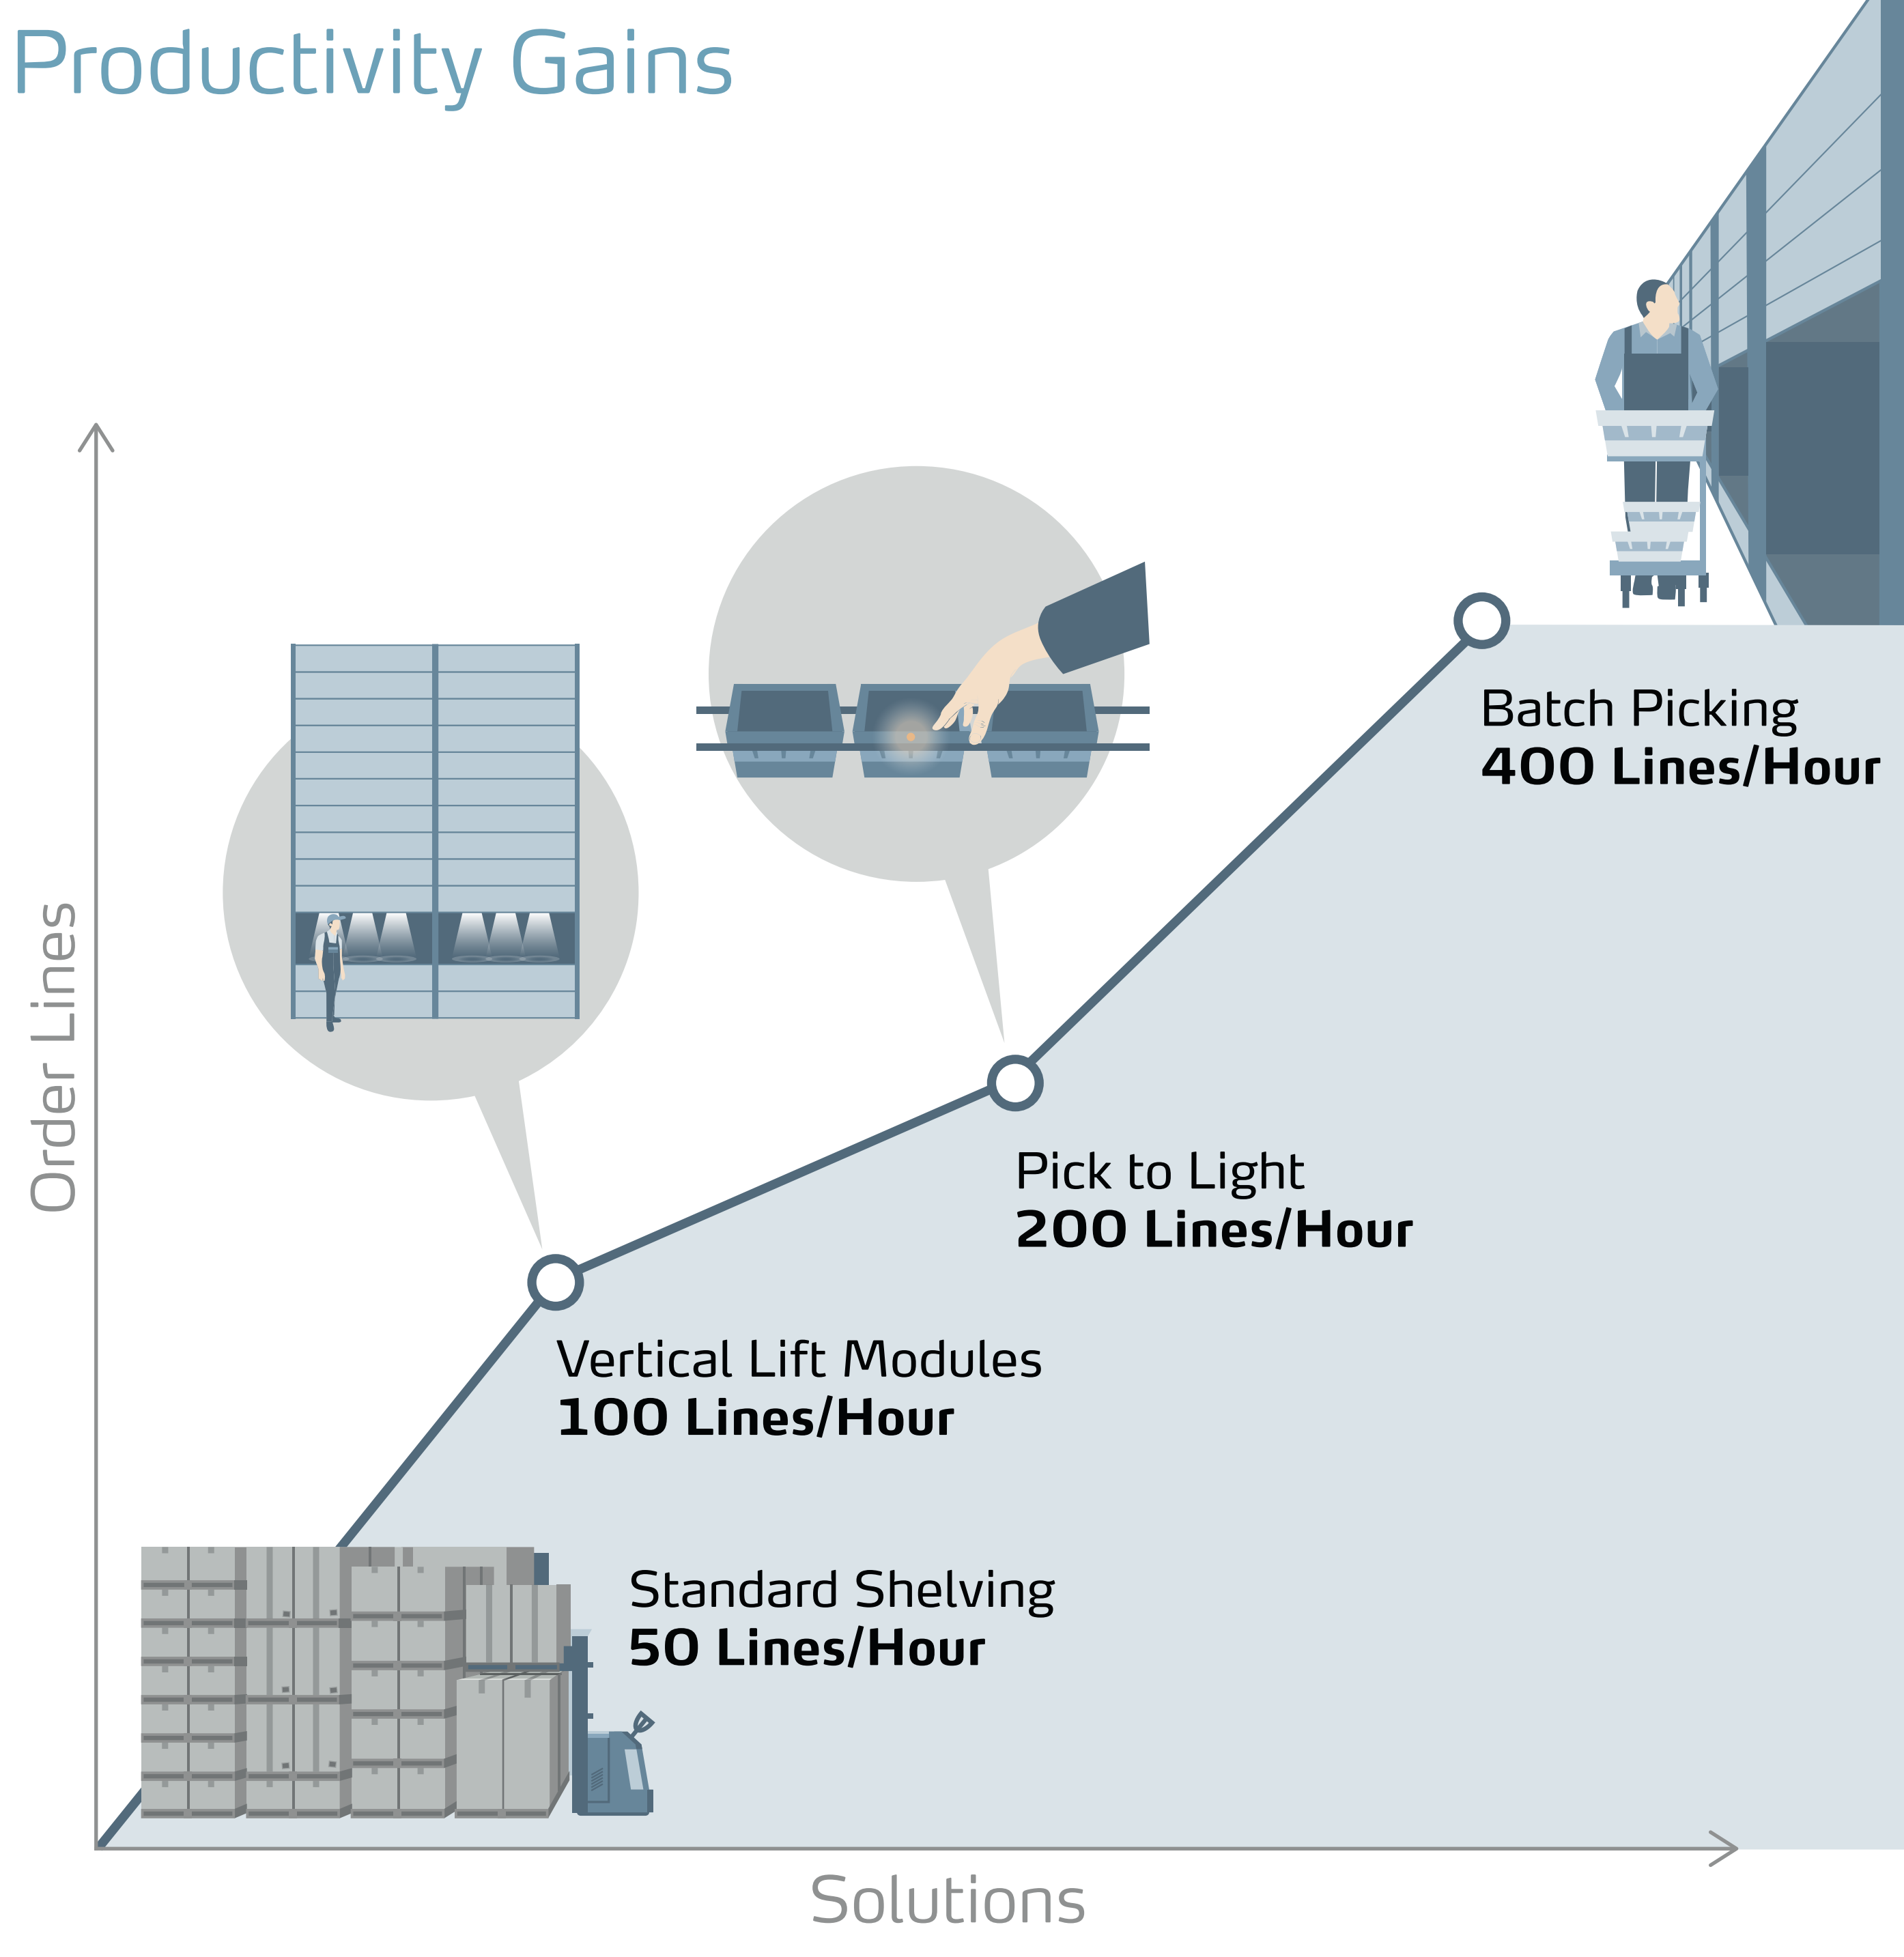 Productivity Gains
Batch Picking
400 Lines/Hour
Pick to Light
200 Lines/Hour
Vertical Lift Modules
100 Lines/Hour
Standard Shelving
50 Lines/Hour
Order Lines
Solutions